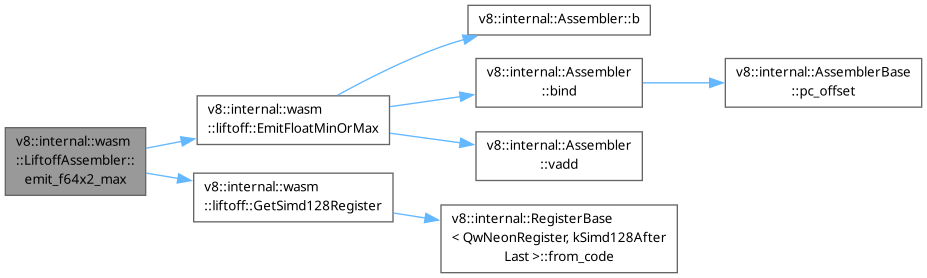 v8::internal::wasm
::LiftoffAssembler::
emit_f64x2_max
v8::internal::wasm
::liftoff::EmitFloatMinOrMax
v8::internal::Assembler::b
v8::internal::Assembler
::bind
v8::internal::AssemblerBase
::pc_offset
v8::internal::Assembler
::vadd
v8::internal::wasm
::liftoff::GetSimd128Register
v8::internal::RegisterBase
< QwNeonRegister, kSimd128After
Last >::from_code